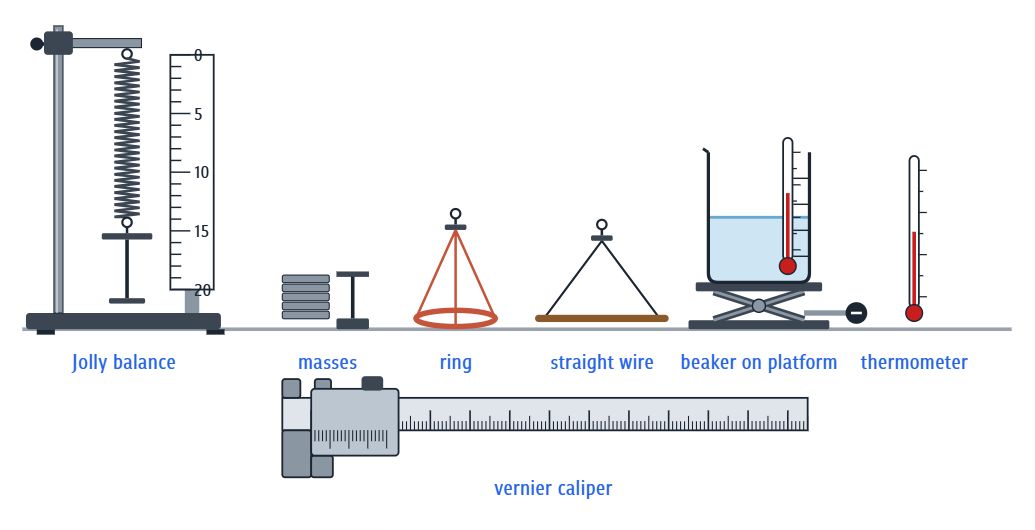 0
5
10
15
20
Jolly balance
masses
ring
straight wire
beaker on platform
thermometer
vernier caliper